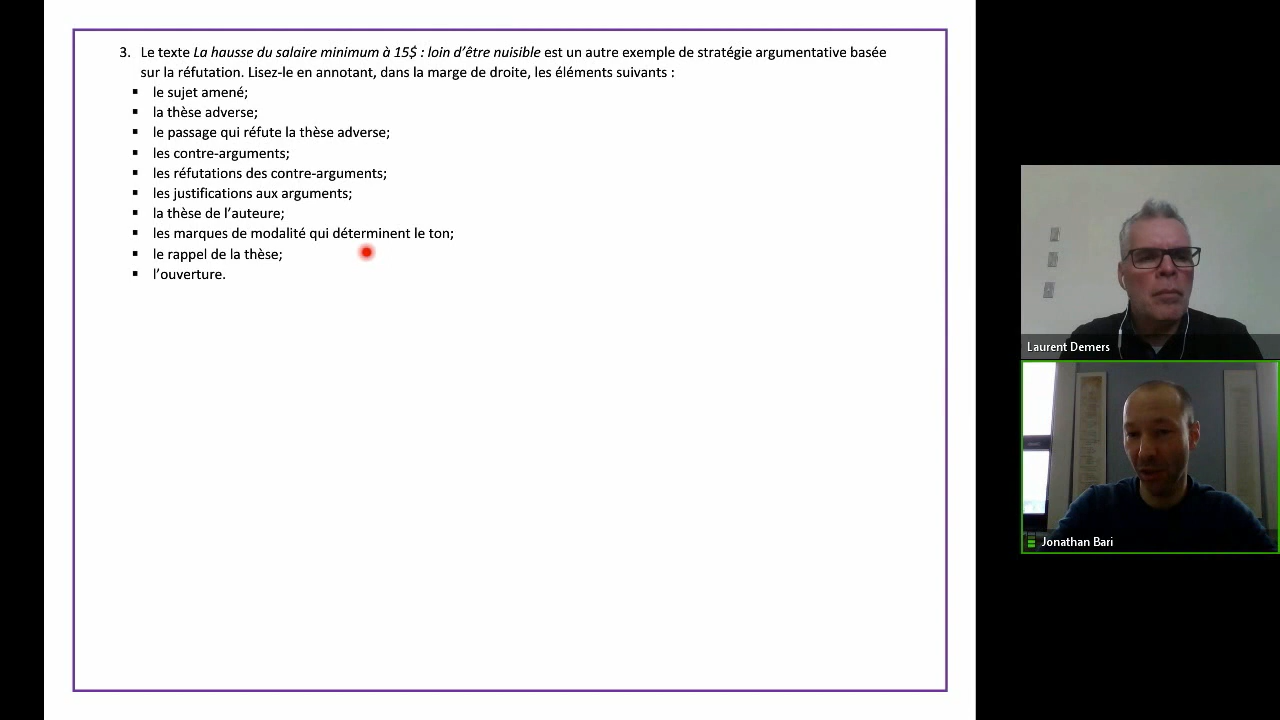 3. Le texte La hausse du salaire minimum à 15$ : loin d'être nuisible est un autre exemple de stratégie argumentative basée
sur la réfutation. Lisez-le en annotant, dans la marge de droite, les éléments suivants :
▪ le sujet amené;
▪ la thèse adverse;
▪ le passage qui réfute la thèse adverse;
▪ les contre-arguments;
▪ les réfutations des contre-arguments;
▪ les justifications aux arguments;
▪ la thèse de l'auteure;
▪ les marques de modalité qui déterminent le ton;
▪ le rappel de la thèse;
▪ l'ouverture.
Laurent Demers
Jonathan Bari